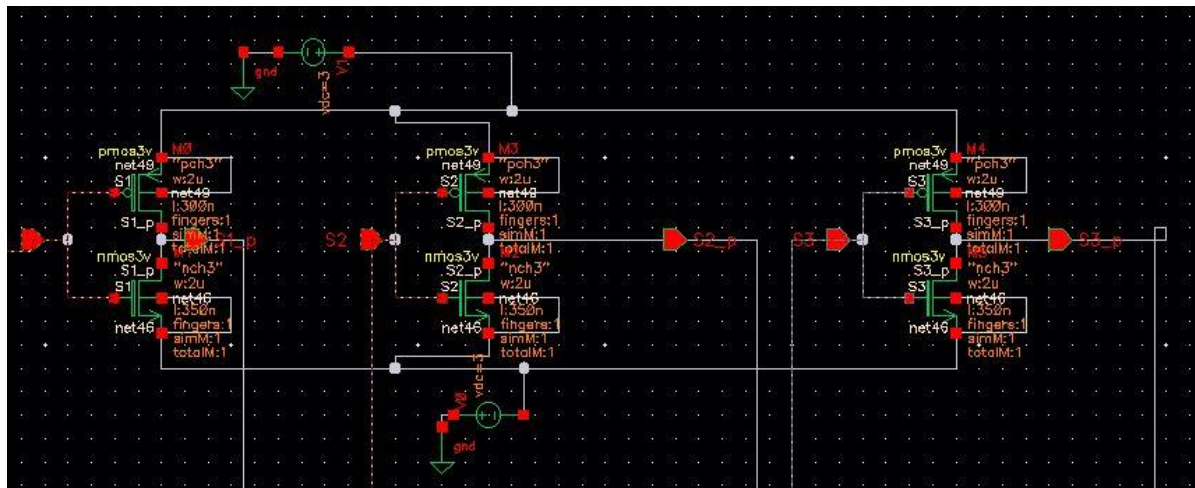 gnd
vdc=3
V1
pmos3v
net49
S1
S1_p
M0
"pch3"
w:2u
net49
l:300n
fingers:1
simM:1
totalM:1
S1_p
nmos3v
S1_p
S1
net46
"nch3"
w:2u
net46
l:350n
fingers:1
simM:1
totalM:1
S2
pmos3v
net49
S2
S2_p
M3
"pch3"
w:2u
net49
l:300n
fingers:1
simM:1
totalM:1
S2_p
nmos3v
S2_p
S2
net46
M2
"nch3"
w:2u
net46
l:350n
fingers:1
simM:1
totalM:1
S3
pmos3v
net49
S3
S3_p
M4
"pch3"
w:2u
net49
l:300n
fingers:1
simM:1
totalM:1
S3_p
nmos3v
S3_p
S3
net46
"nch3"
w:2u
net46
l:350n
fingers:1
simM:1
totalM:1
vdc=3
V0
gnd